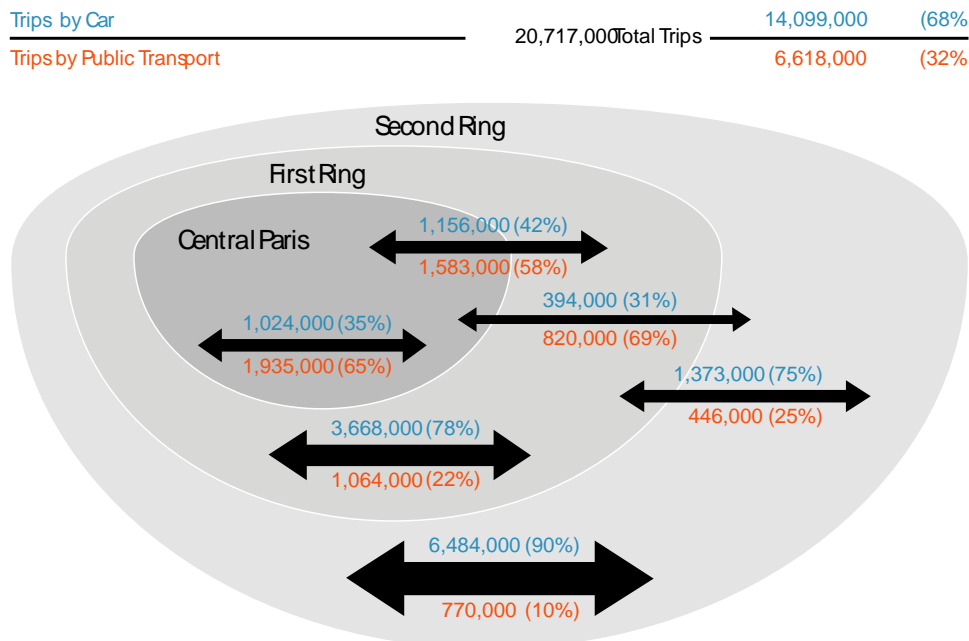 Trips by Car 14,099,000 (68%
20,717,000 Total Trips
Trips by Public Transport 6,618,000 (32%
Second Ring
First Ring
Central Paris
1,156,000 (42%)
1,583,000 (58%)
394,000 (31%)
820,000 (69%)
1,024,000 (35%)
1,935,000 (65%)
1,373,000 (75%)
446,000 (25%)
3,668,000 (78%)
1,064,000 (22%)
6,484,000 (90%)
770,000 (10%)